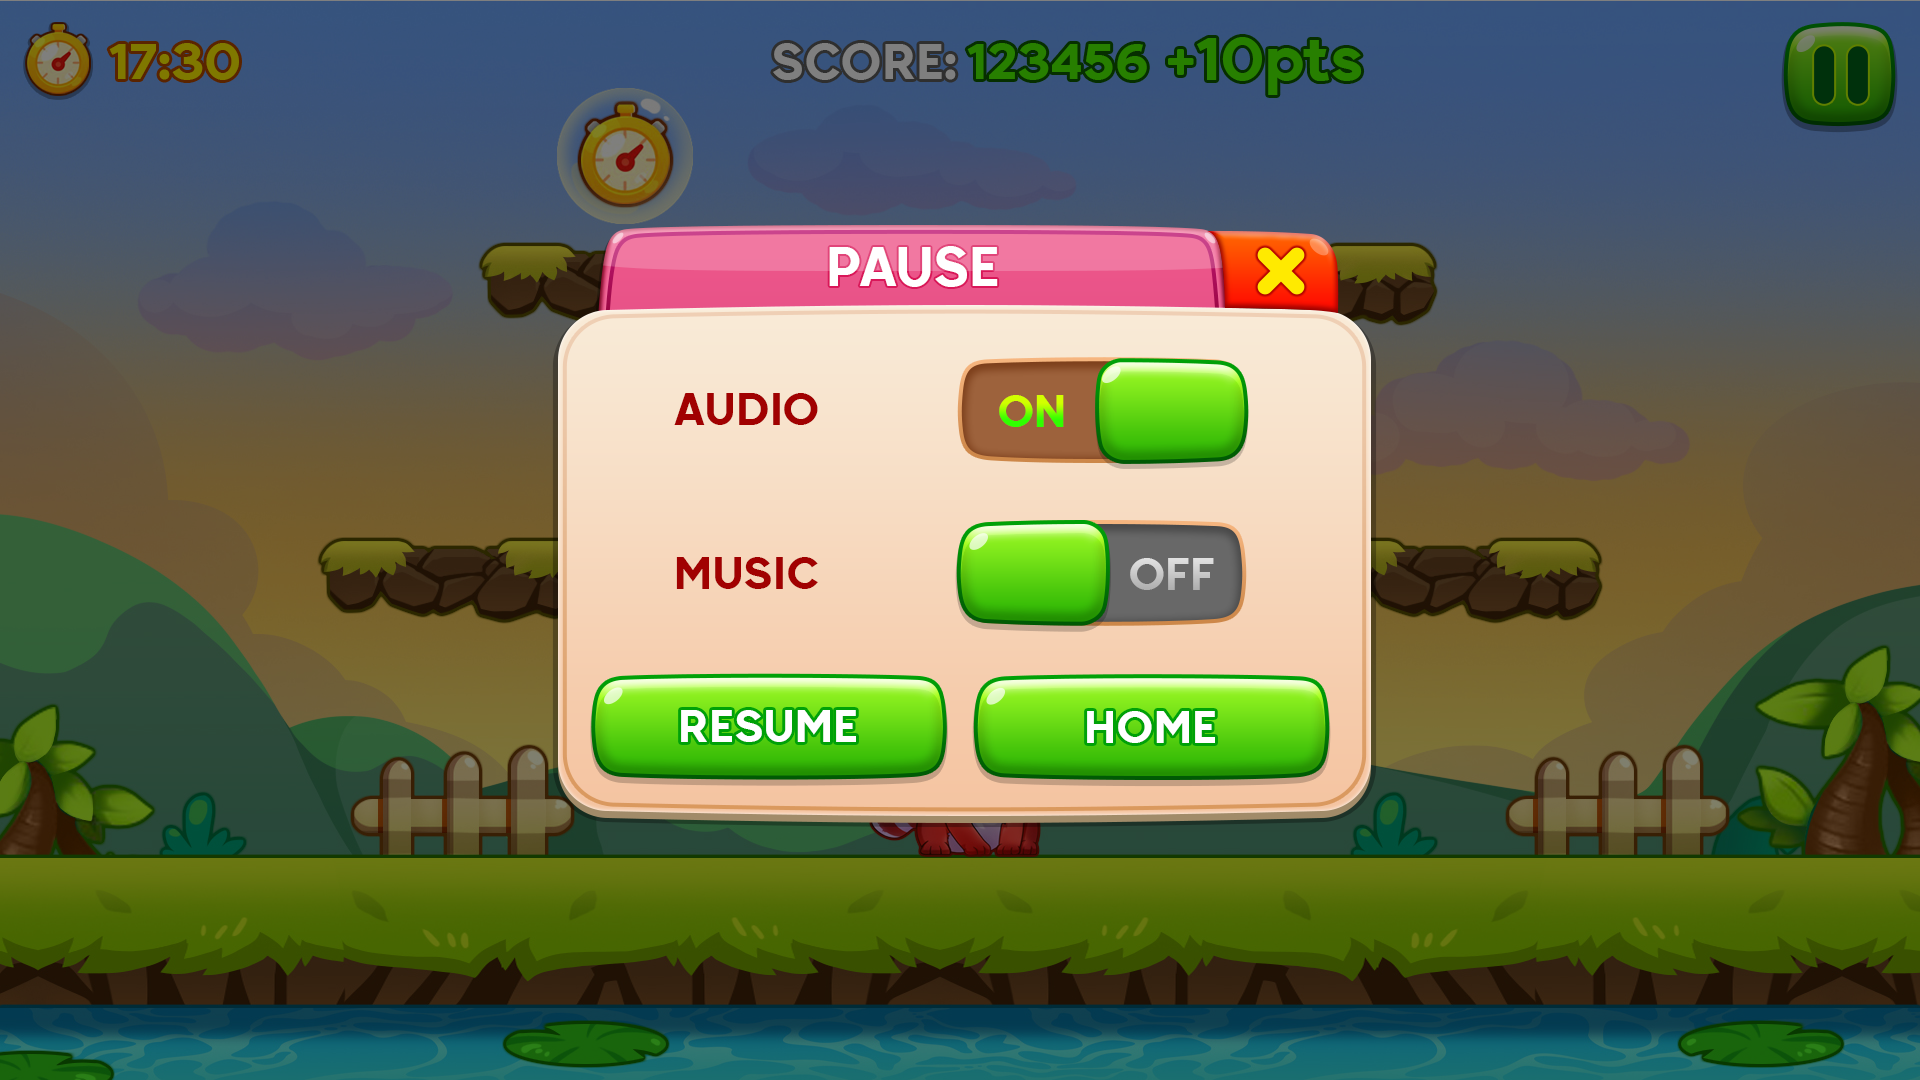 17:30
SCORE: 123456 +10pts
PAUSE
AUDIO
ON
MUSIC
OFF
RESUME
HOME